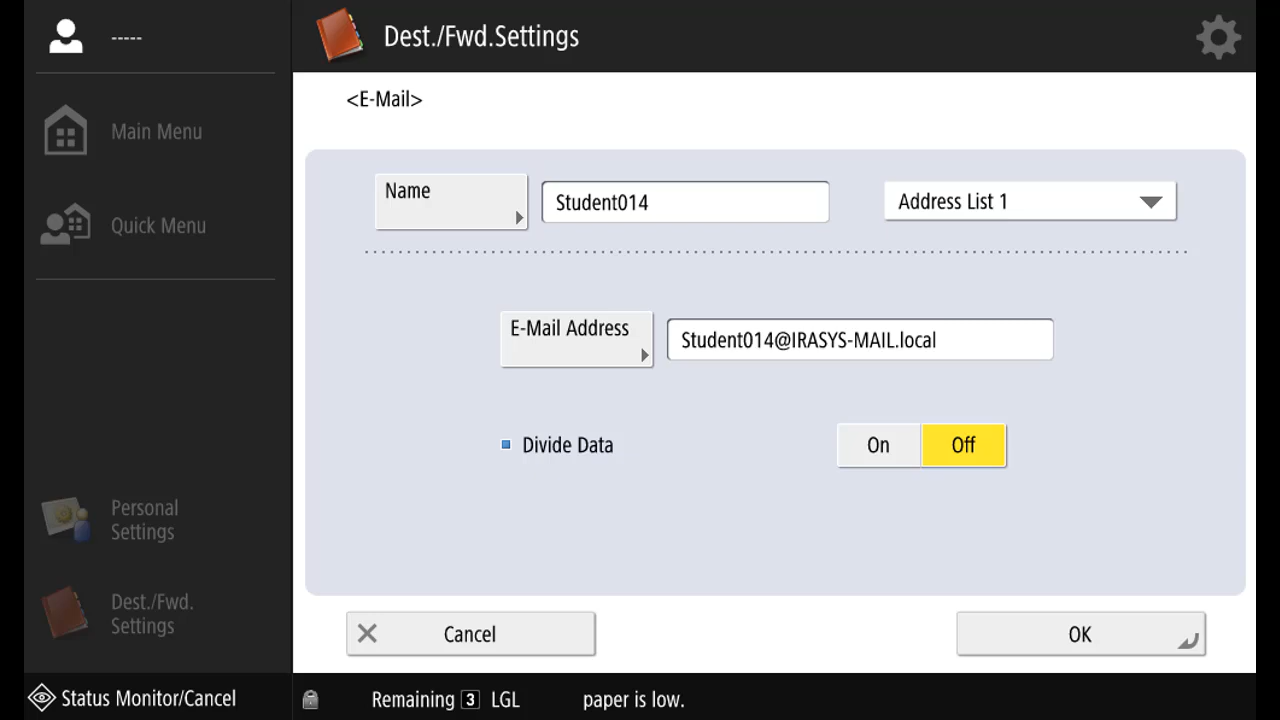 -----
Dest./Fwd.Settings
Main Menu
Quick Menu
Personal
Settings
Dest./Fwd.
Settings
<E-Mail>
Name
Student014
Address List 1
E-Mail Address
Student014@IRASYS-MAIL.local
Divide Data
On
Off
Cancel
OK
Status Monitor/Cancel
Remaining 3 LGL paper is low.